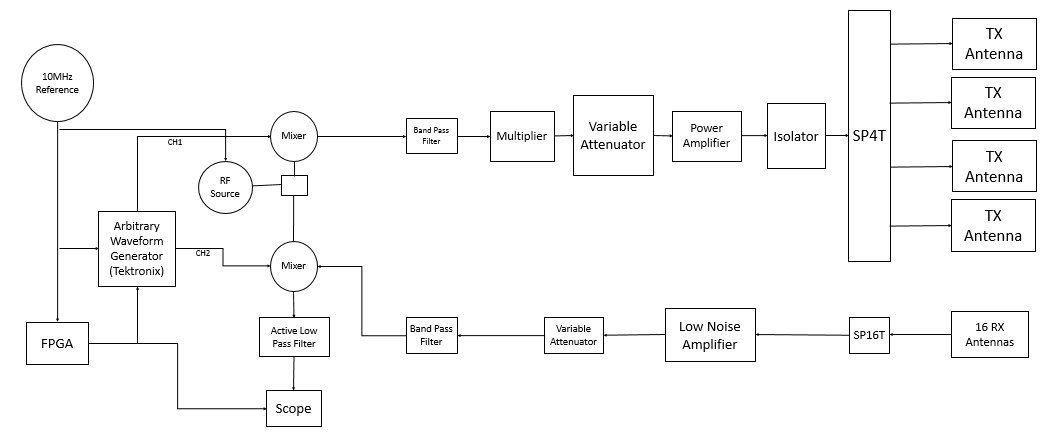 10MHz
Reference
CH1
Mixer
RF
Source
Band Pass
Filter
Multiplier
Variable
Attenuator
Power
Amplifier
Isolator
SP4T
TX
Antenna
TX
Antenna
TX
Antenna
TX
Antenna
Arbitrary
Waveform
Generator
(Tektronix)
CH2
Mixer
FPGA
Active Low
Pass Filter
Band Pass
Filter
Variable
Attenuator
Low Noise
Amplifier
SP16T
16 RX
Antennas
Scope